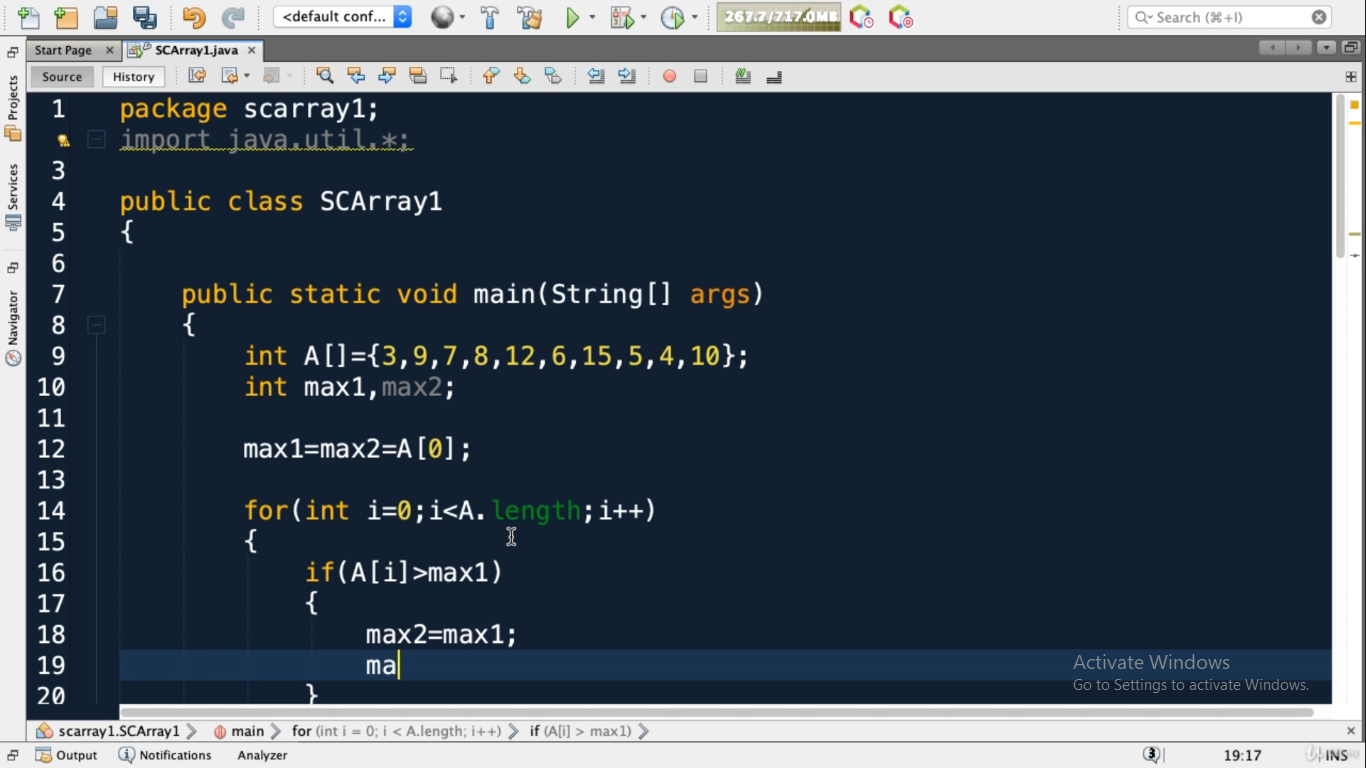 <default conf...
267.7/717.0MB
Search (⌘+I)
Start Page
SCArray1.java
Source
History
Projects
Services
Navigator
1 package scarray1;
import java.util.*;
3
4 public class SCArray1
5 {
6
7 public static void main(String[] args)
8 {
9 int A[]={3,9,7,8,12,6,15,5,4,10};
10 int max1,max2;
11
12 max1=max2=A[0];
13
14 for(int i=0;i<A.length;i++)
15 {
16 if(A[i]>max1)
17 {
18 max2=max1;
19 ma
20 }
Activate Windows
Go to Settings to activate Windows.
scarray1.SCArray1
main
for (int i = 0; i < A.length; i++)
if (A[i] > max1)
Output
Notifications
Analyzer
3
19:17
INS